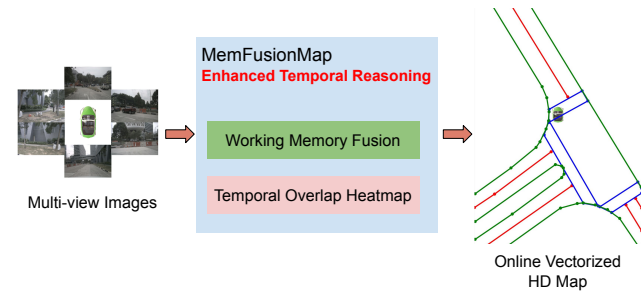 MemFusionMap
Enhanced Temporal Reasoning
Working Memory Fusion
Temporal Overlap Heatmap
Multi-view Images
Online Vectorized
HD Map